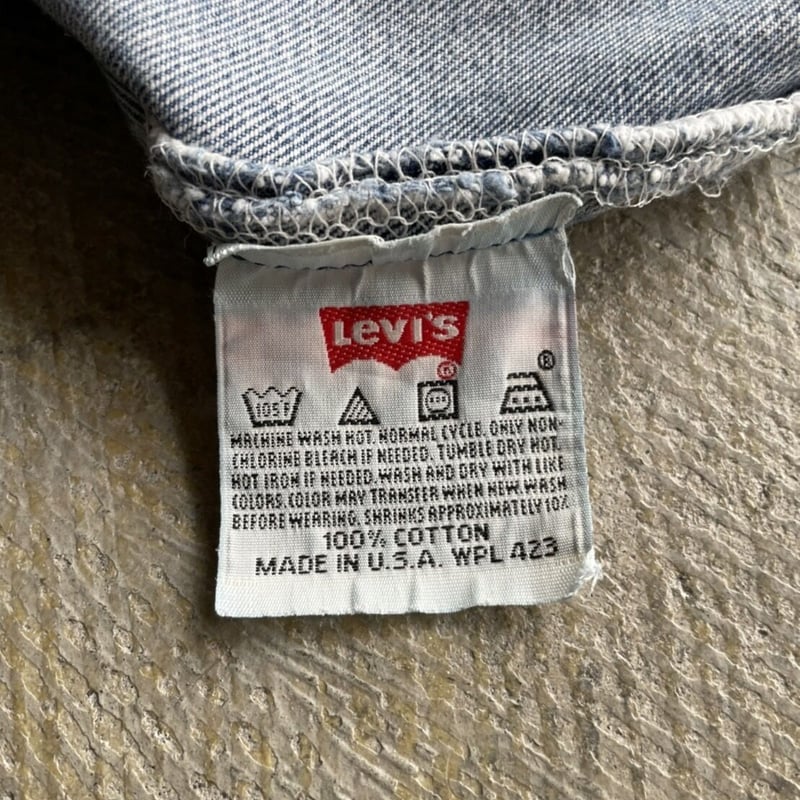 Levi's
®
®
105F
MACHINE WASH HOT. NORMAL CYCLE. ONLY NON-
CHLORINE BLEACH IF NEEDED. TUMBLE DRY HOT.
HOT IRON IF NEEDED. WASH AND DRY WITH LIKE
COLORS. COLOR MAY TRANSFER WHEN NEW. WASH
BEFORE WEARING. SHRINKS APPROXIMATELY 10%
100% COTTON
MADE IN U.S.A. WPL 423